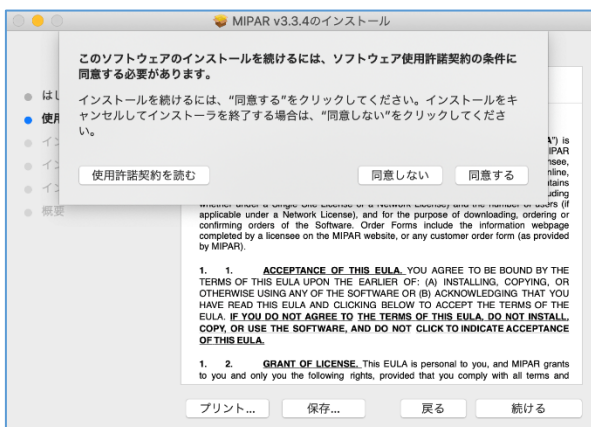 MIPAR v3.3.4のインストール
このソフトウェアのインストールを続けるには、ソフトウェア使用許諾契約の条件に
同意する必要があります。
インストールを続けるには、“同意する”をクリックしてください。インストールをキ
ャンセルしてインストーラを終了する場合は、“同意しない”をクリックしてくださ
い。
使用許諾契約を読む
同意しない
同意する
はじ
使用
イン
イン
イン
概要
A") is
MIPAR
nsee,
nline,
ntains
uding
applicable under a Network License), and for the purpose of downloading, ordering or
confirming orders of the Software. Order Forms include the information webpage
completed by a licensee on the MIPAR website, or any customer order form (as provided
by MIPAR).
1. 1. ACCEPTANCE OF THIS EULA. YOU AGREE TO BE BOUND BY THE
TERMS OF THIS EULA UPON THE EARLIER OF: (A) INSTALLING, COPYING, OR
OTHERWISE USING ANY OF THE SOFTWARE OR (B) ACKNOWLEDGING THAT YOU
HAVE READ THIS EULA AND CLICKING BELOW TO ACCEPT THE TERMS OF THE
EULA. IF YOU DO NOT AGREE TO THE TERMS OF THIS EULA, DO NOT INSTALL,
COPY, OR USE THE SOFTWARE, AND DO NOT CLICK TO INDICATE ACCEPTANCE
OF THIS EULA.
1. 2. GRANT OF LICENSE. This EULA is personal to you, and MIPAR grants
to you and only you the following rights, provided that you comply with all terms and
プリント...
保存...
戻る
続ける